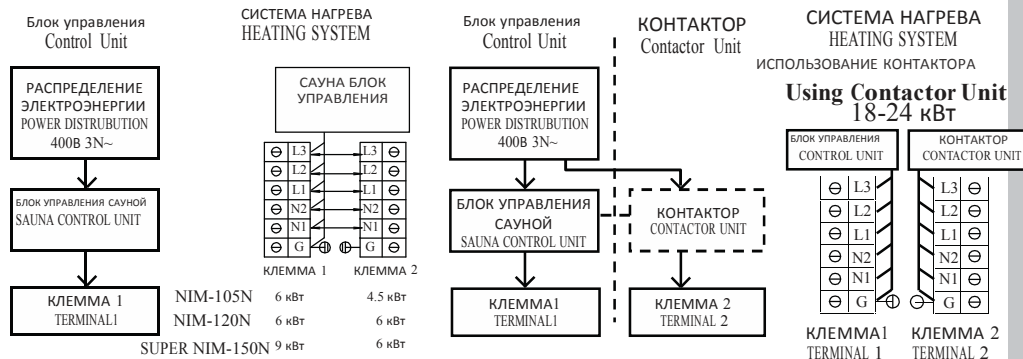 Блок управления
Control Unit
РАСПРЕДЕЛЕНИЕ
ЭЛЕКТРОЭНЕРГИИ
POWER DISTRUBUTION
400В 3N~
БЛОК УПРАВЛЕНИЯ САУНОЙ
SAUNA CONTROL UNIT
КЛЕММА 1
TERMINAL1
СИСТЕМА НАГРЕВА
HEATING SYSTEM
САУНА БЛОК
УПРАВЛЕНИЯ
L3 L3
L2 L2
L1 L1
N2 N2
N1 N1
G G
КЛЕММА 1 КЛЕММА 2
NIM-105N 6 кВт 4.5 кВт
NIM-120N 6 кВт 6 кВт
SUPER NIM-150N 9 кВт 6 кВт
Блок управления
Control Unit
РАСПРЕДЕЛЕНИЕ
ЭЛЕКТРОЭНЕРГИИ
POWER DISTRUBUTION
400В 3N~
БЛОК УПРАВЛЕНИЯ
САУНОЙ
SAUNA CONTROL UNIT
КЛЕММА1
TERMINAL1
КОНТАКТОР
Contactor Unit
КОНТАКТОР
CONTACTOR UNIT
КЛЕММА 2
TERMINAL 2
СИСТЕМА НАГРЕВА
HEATING SYSTEM
ИСПОЛЬЗОВАНИЕ КОНТАКТОРА
Using Contactor Unit
18-24 кВт
БЛОК УПРАВЛЕНИЯ
CONTROL UNIT
КОНТАКТОР
CONTACTOR UNIT
L3 L3
L2 L2
L1 L1
N2 N2
N1 N1
G G
КЛЕММА1 КЛЕММА 2
TERMINAL 1 TERMINAL 2